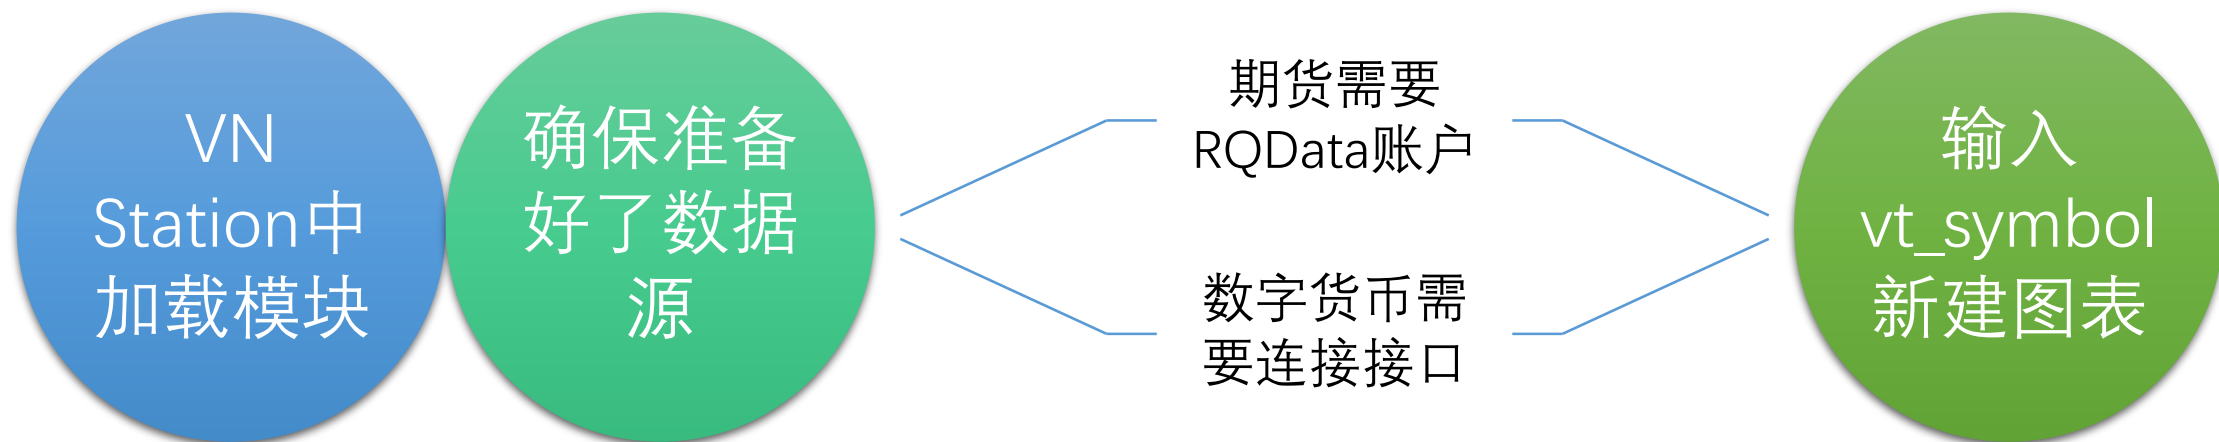 VN
Station中
加载模块
确保准备
好了数据
源
期货需要
RQData账户
数字货币需
要连接接口
输入
vt_symbol
新建图表